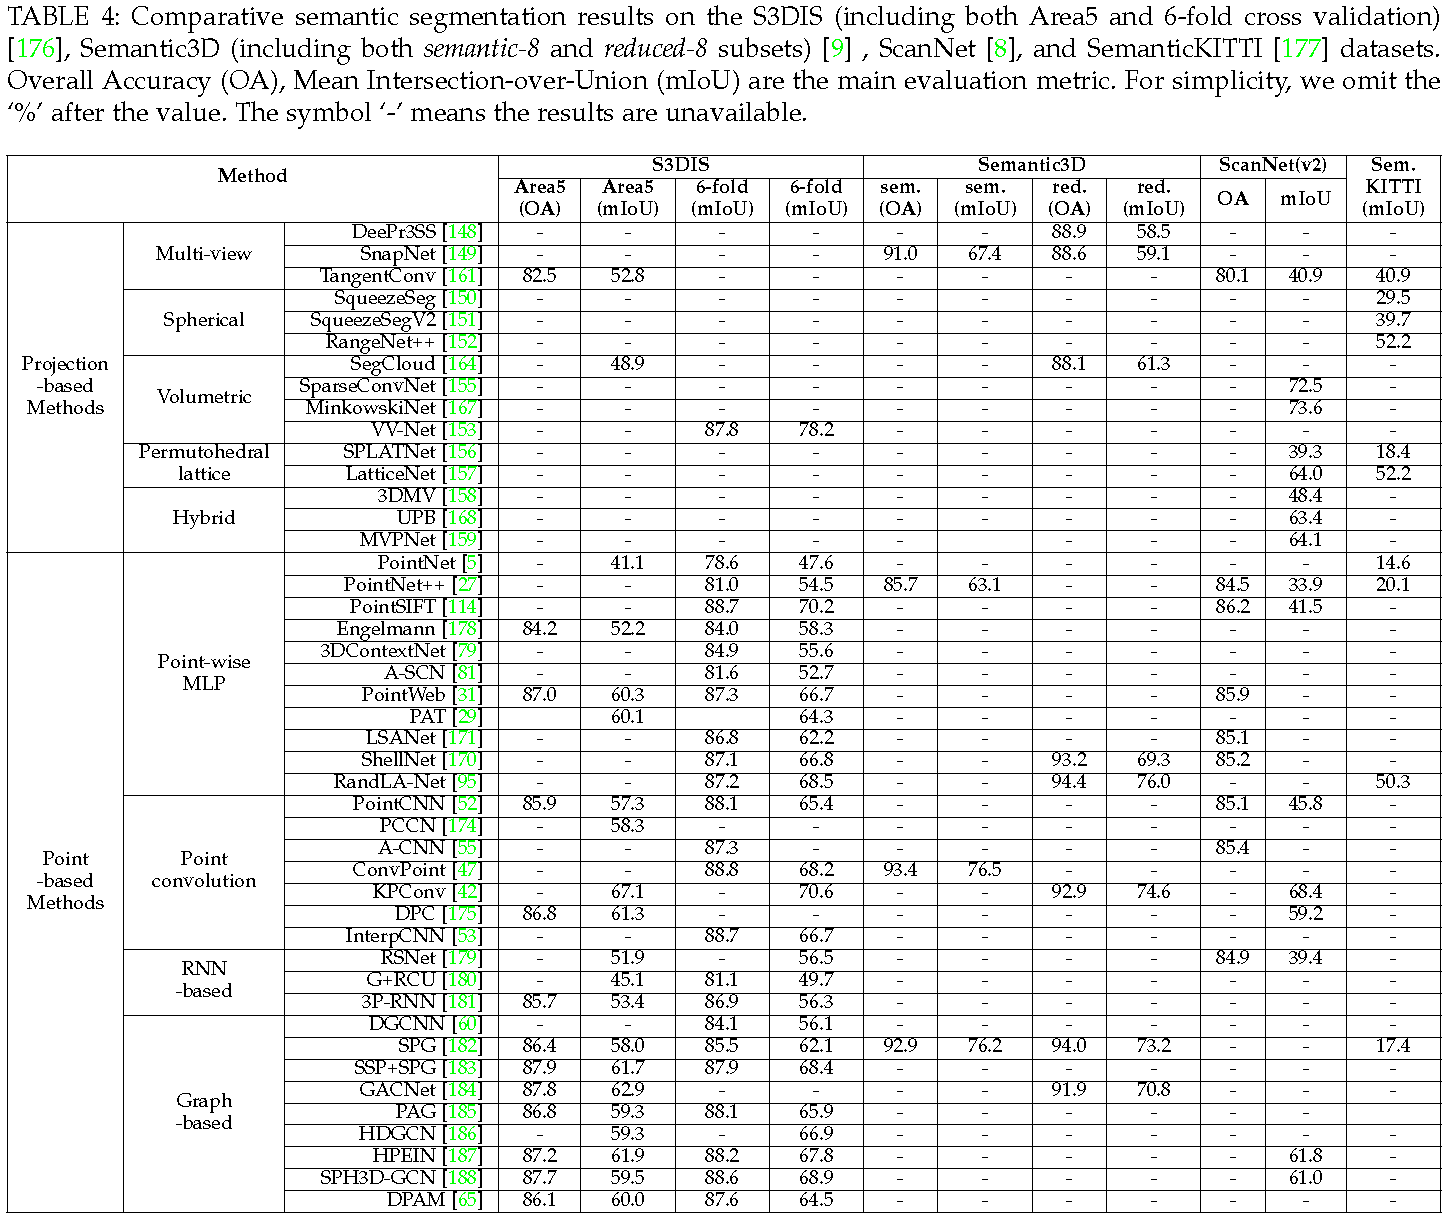 TABLE 4: Comparative semantic segmentation results on the S3DIS (including both Area5 and 6-fold cross validation)
[176], Semantic3D (including both semantic-8 and reduced-8 subsets) [9] , ScanNet [8], and SemanticKITTI [177] datasets.
Overall Accuracy (OA), Mean Intersection-over-Union (mIoU) are the main evaluation metric. For simplicity, we omit the
‘%’ after the value. The symbol ‘-’ means the results are unavailable.
Method S3DIS Semantic3D ScanNet(v2) Sem. KITTI (mIoU)
Area5 (OA) Area5 (mIoU) 6-fold (mIoU) 6-fold (mIoU) sem. (OA) sem. (mIoU) red. (OA) red. (mIoU) OA mIoU
Projection -based Methods
Multi-view
DeePr3SS [148] - - - - - - 88.9 58.5 - - -
SnapNet [149] - - - - 91.0 67.4 88.6 59.1 - - -
TangentConv [161] 82.5 52.8 - - - - - - 80.1 40.9 40.9
Spherical
SqueezeSeg [150] - - - - - - - - - - 29.5
SqueezeSegV2 [151] - - - - - - - - - - 39.7
RangeNet++ [152] - - - - - - - - - - 52.2
Volumetric
SegCloud [164] - 48.9 - - - - 88.1 61.3 - - -
SparseConvNet [155] - - - - - - - - - 72.5 -
MinkowskiNet [167] - - - - - - - - - 73.6 -
VV-Net [153] - - 87.8 78.2 - - - - - - -
Permutohedral lattice
SPLATNet [156] - - - - - - - - - 39.3 18.4
LatticeNet [157] - - - - - - - - - 64.0 52.2
Hybrid
3DMV [158] - - - - - - - - - 48.4 -
UPB [168] - - - - - - - - - 63.4 -
MVPNet [159] - - - - - - - - - 64.1 -
Point -based Methods
Point-wise MLP
PointNet [5] - 41.1 78.6 47.6 - - - - - - 14.6
PointNet++ [27] - - 81.0 54.5 85.7 63.1 - - 84.5 33.9 20.1
PointSIFT [114] - - 88.7 70.2 - - - - 86.2 41.5 -
Engelmann [178] 84.2 52.2 84.0 58.3 - - - - - - -
3DContextNet [79] - - 84.9 55.6 - - - - - - -
A-SCN [81] - - 81.6 52.7 - - - - - - -
PointWeb [31] 87.0 60.3 87.3 66.7 - - - - 85.9 - -
PAT [29] 60.1 64.3 - - - - - - -
LSANet [171] - - 86.8 62.2 - - - - 85.1 - -
ShellNet [170] - - 87.1 66.8 - - 93.2 69.3 85.2 - -
RandLA-Net [95] - - 87.2 68.5 - - 94.4 76.0 - - 50.3
Point convolution
PointCNN [52] 85.9 57.3 88.1 65.4 - - - - 85.1 45.8 -
PCCN [174] - 58.3 - - - - - - - - -
A-CNN [55] - - 87.3 - - - - - 85.4 - -
ConvPoint [47] - - 88.8 68.2 93.4 76.5 - - - - -
KPConv [42] - 67.1 - 70.6 - - 92.9 74.6 - 68.4 -
DPC [175] 86.8 61.3 - - - - - - - 59.2 -
InterpCNN [53] - - 88.7 66.7 - - - - - - -
RNN -based
RSNet [179] - 51.9 - 56.5 - - - - 84.9 39.4 -
G+RCU [180] - 45.1 81.1 49.7 - - - - - - -
3P-RNN [181] 85.7 53.4 86.9 56.3 - - - - - - -
Graph -based
DGCNN [60] - - 84.1 56.1 - - - - - - -
SPG [182] 86.4 58.0 85.5 62.1 92.9 76.2 94.0 73.2 - - 17.4
SSP+SPG [183] 87.9 61.7 87.9 68.4 - - - - - - -
GACNet [184] 87.8 62.9 - - - - 91.9 70.8 - - -
PAG [185] 86.8 59.3 88.1 65.9 - - - - - - -
HDGCN [186] - 59.3 - 66.9 - - - - - - -
HPEIN [187] 87.2 61.9 88.2 67.8 - - - - - 61.8 -
SPH3D-GCN [188] 87.7 59.5 88.6 68.9 - - - - - 61.0 -
DPAM [65] 86.1 60.0 87.6 64.5 - - - - - - -